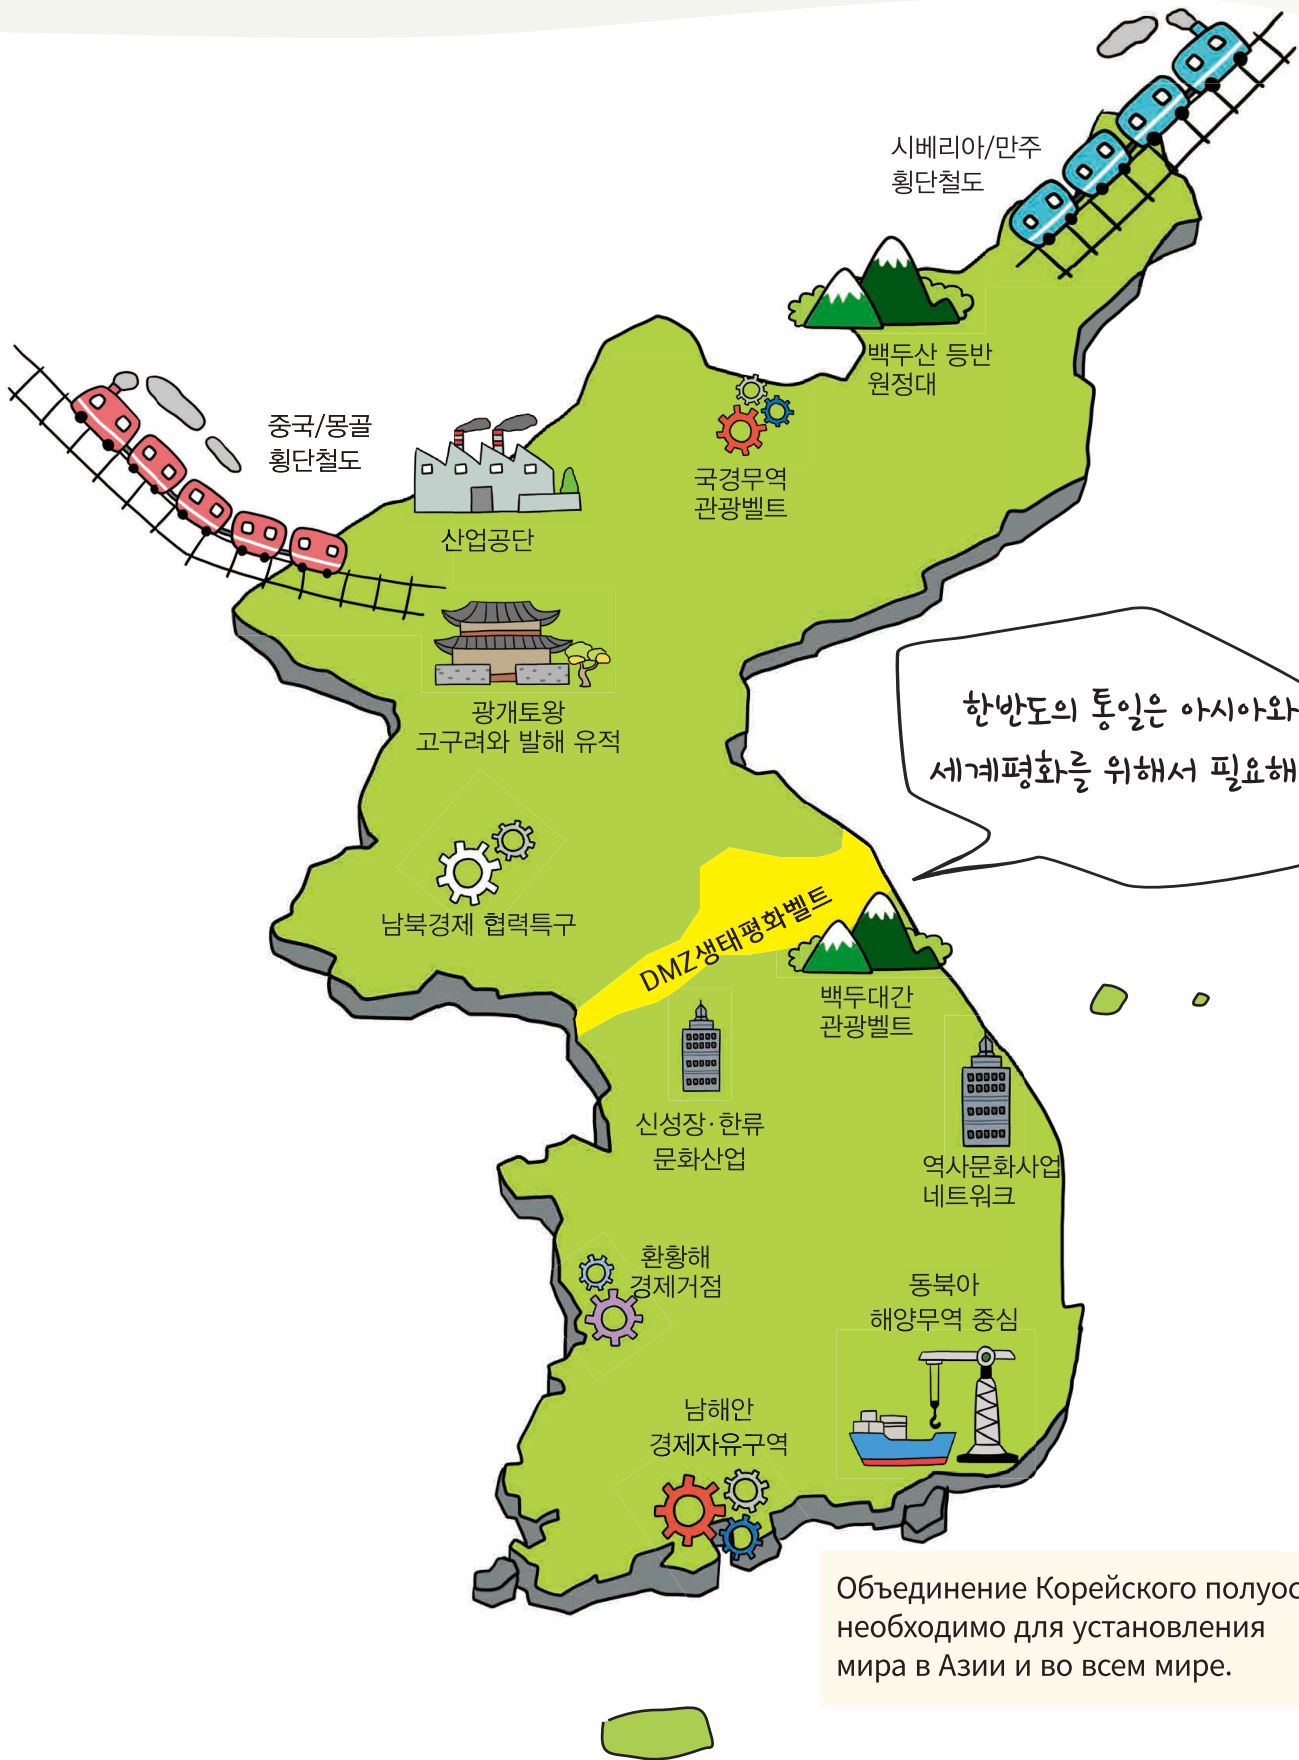 시베리아/만주
횡단철도
백두산 등반
원정대
중국/몽골
횡단철도
국경무역
관광벨트
산업공단
한반도의 통일은 아시아와
세계평화를 위해서 필요해
광개토왕
고구려와 발해 유적
남북경제 협력특구
DMZ생태평화벨트
백두대간
관광벨트
신성장·한류
문화산업
역사문화사업
네트워크
환황해
경제거점
동북아
해양무역 중심
남해안
경제자유구역
Объединение Корейского
необходимо для установления
мира в Азии и во всем мире.